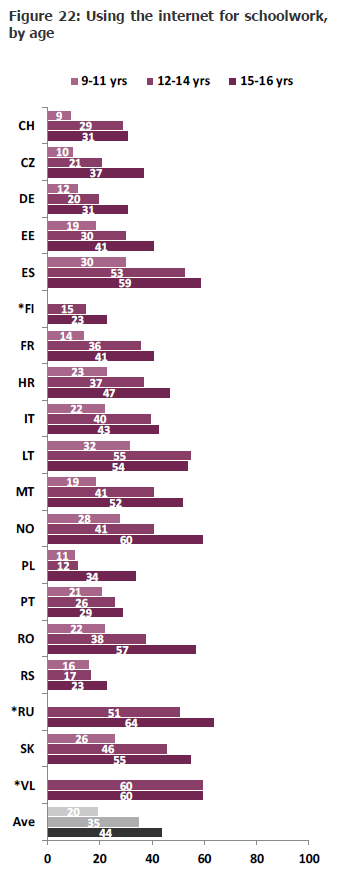 Figure 22: Using the internet for schoolwork,
by age
9-11 yrs 12-14 yrs 15-16 yrs
CH
9
29
31
CZ
10
21
37
DE
12
20
31
EE
19
30
41
ES
30
53
59
*FI
15
23
FR
14
36
41
HR
23
37
47
IT
22
40
43
LT
32
55
54
MT
19
41
52
NO
28
41
60
PL
11
12
34
PT
21
26
29
RO
22
38
57
RS
16
17
23
*RU
51
64
SK
26
46
55
*VL
60
60
Ave
20
35
44
0 20 40 60 80 100